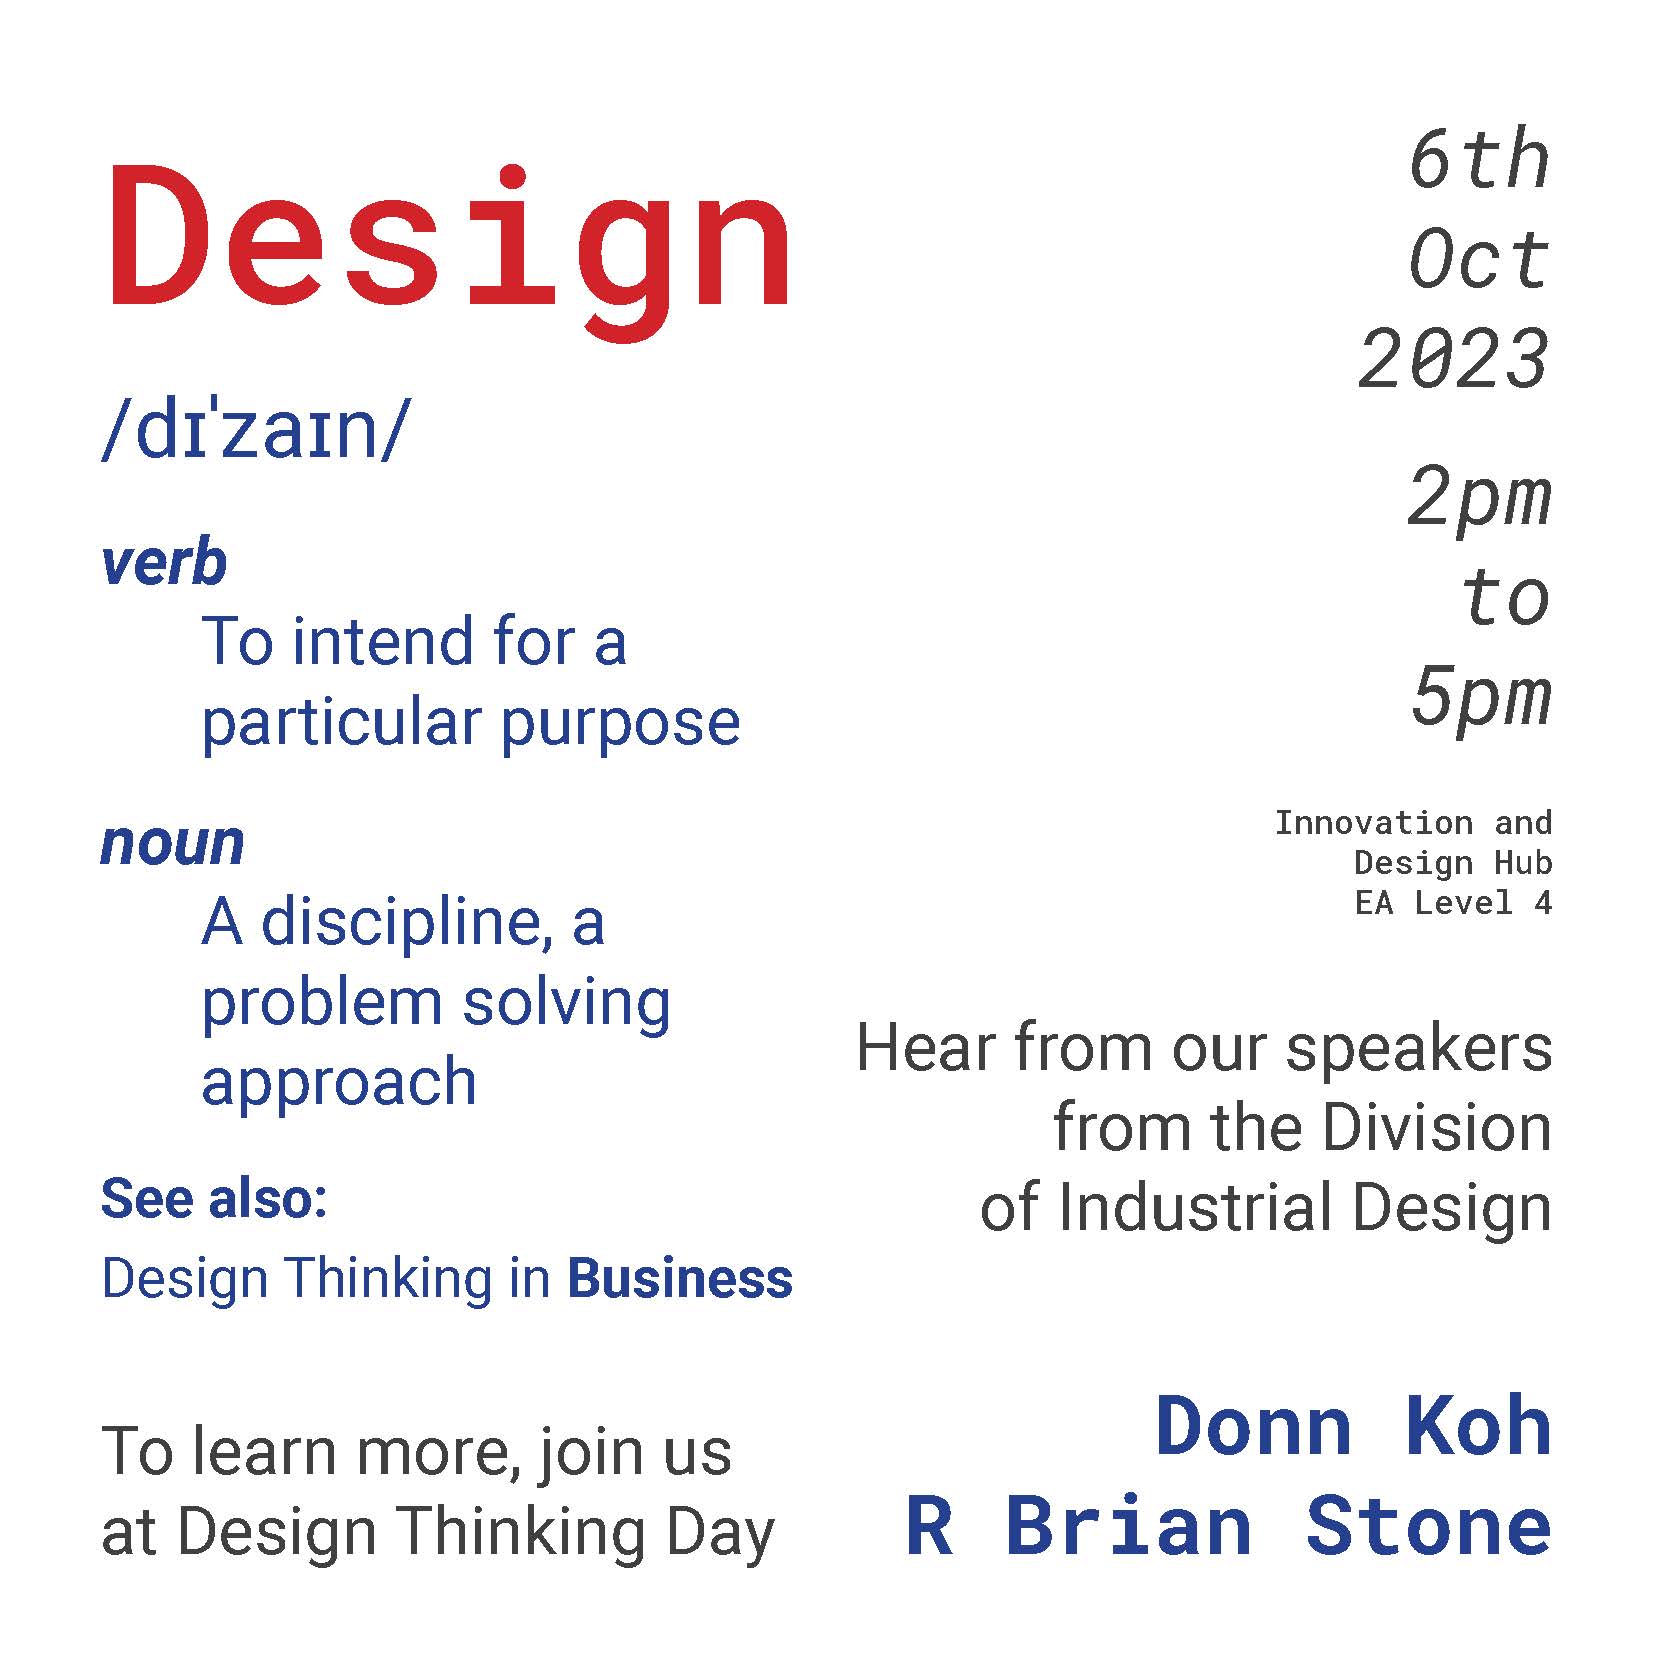 Design
/dɪˈzaɪn/
verb
To intend for a
particular purpose
noun
A discipline, a
problem solving
approach
See also:
Design Thinking in Business
To learn more, join us
at Design Thinking Day
6th
Oct
2023
2pm
to
5pm
Innovation and
Design Hub
EA Level 4
Hear from our speakers
from the Division
of Industrial Design
Donn Koh
R Brian Stone